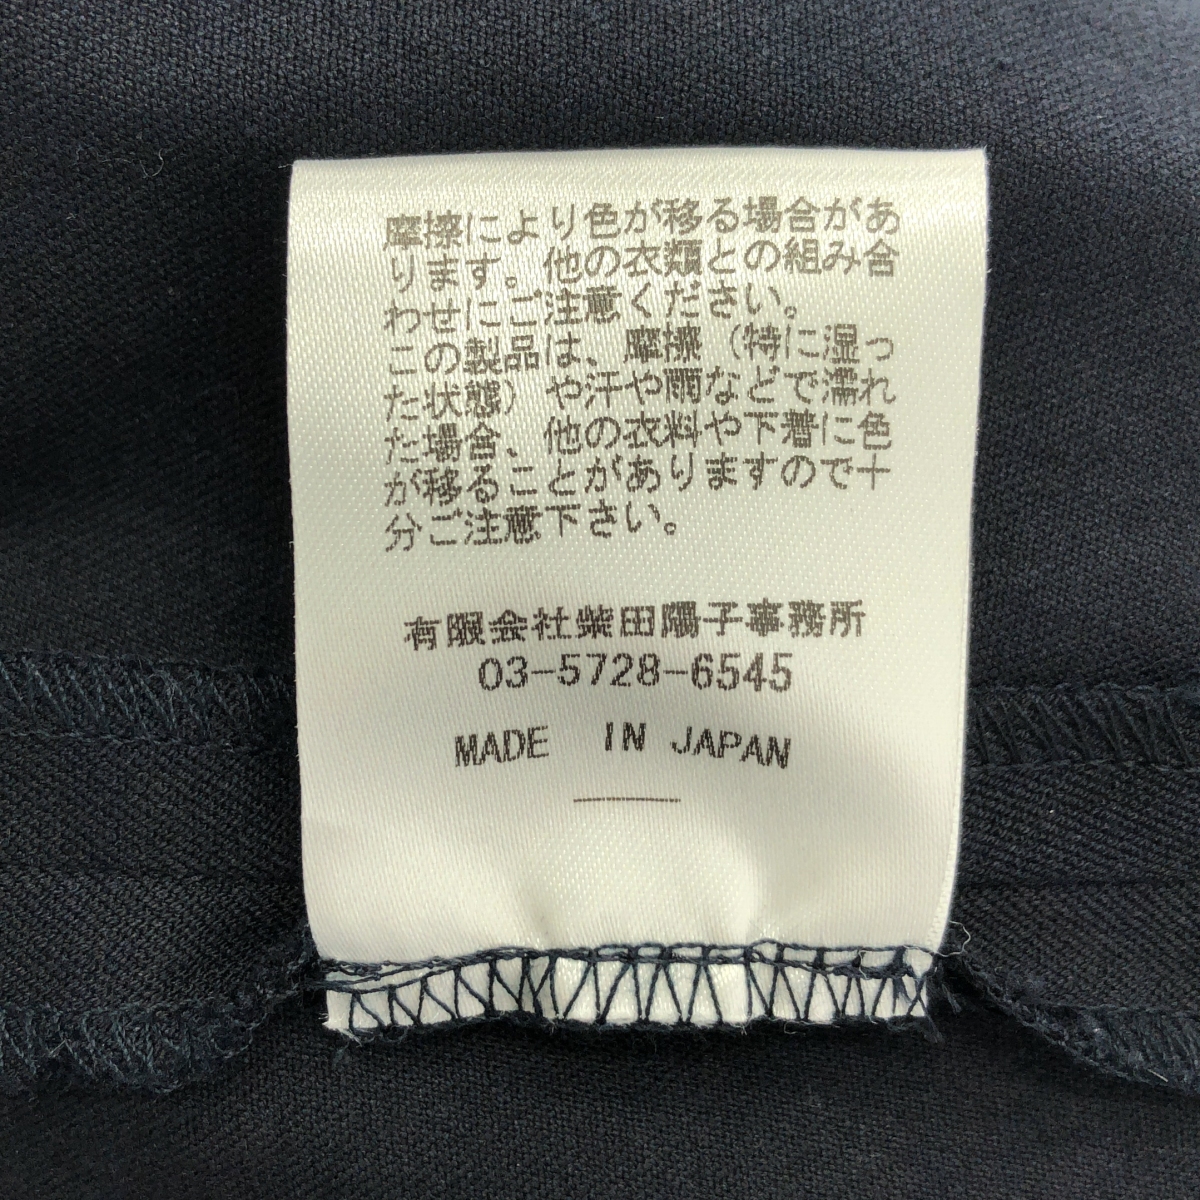 摩擦により色が移る場合があ
ります。他の衣類との組み合
わせにご注意ください。
この製品は、摩擦（特に湿っ
た状態）や汗や雨などで濡れ
た場合、他の衣料や下着に色
が移ることがありますので十
分ご注意下さい。
有限会社柴田陽子事務所
03-5728-6545
MADE IN JAPAN